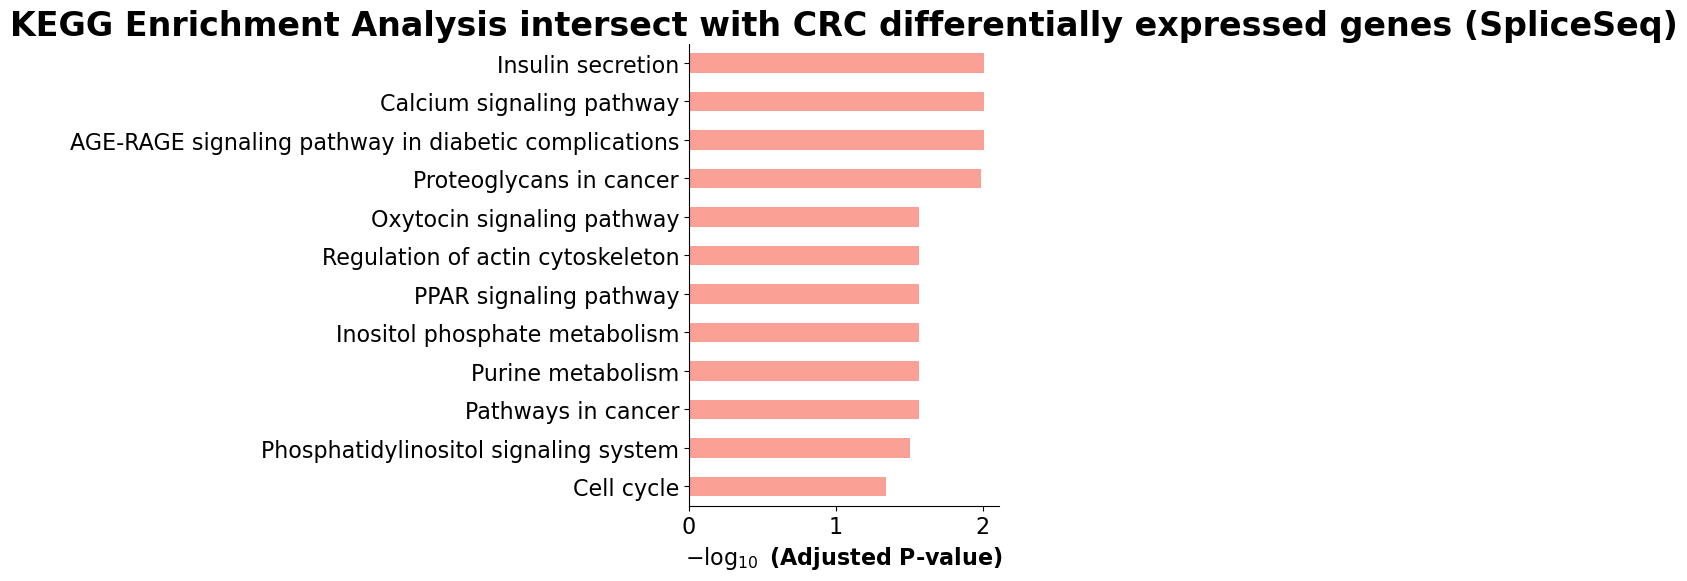 KEGG Enrichment Analysis intersect with CRC differentially expressed genes (SpliceSeq)
Insulin secretion
Calcium signaling pathway
AGE-RAGE signaling pathway in diabetic complications
Proteoglycans in cancer
Oxytocin signaling pathway
Regulation of actin cytoskeleton
PPAR signaling pathway
Inositol phosphate metabolism
Purine metabolism
Pathways in cancer
Phosphatidylinositol signaling system
Cell cycle
0 1 2
−log₁₀ (Adjusted P-value)